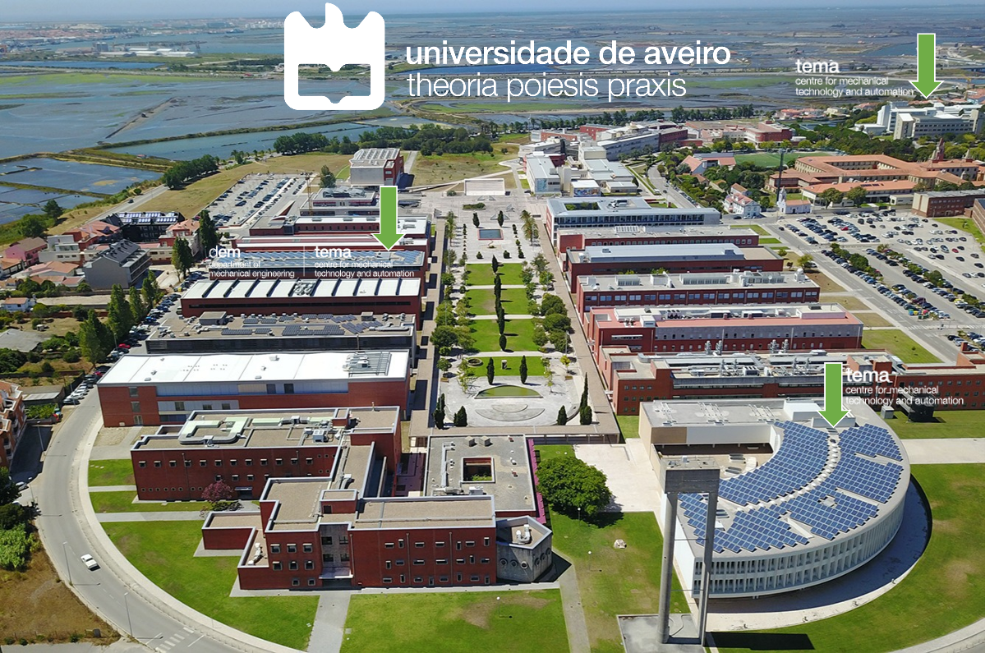 universidade de aveiro
theoria poiesis praxis
tema
centre for mechanical
technology and automation
dem
department of
mechanical engineering
tema
centre for mechanical
technology and automation
tema
centre for mechanical
technology and automation